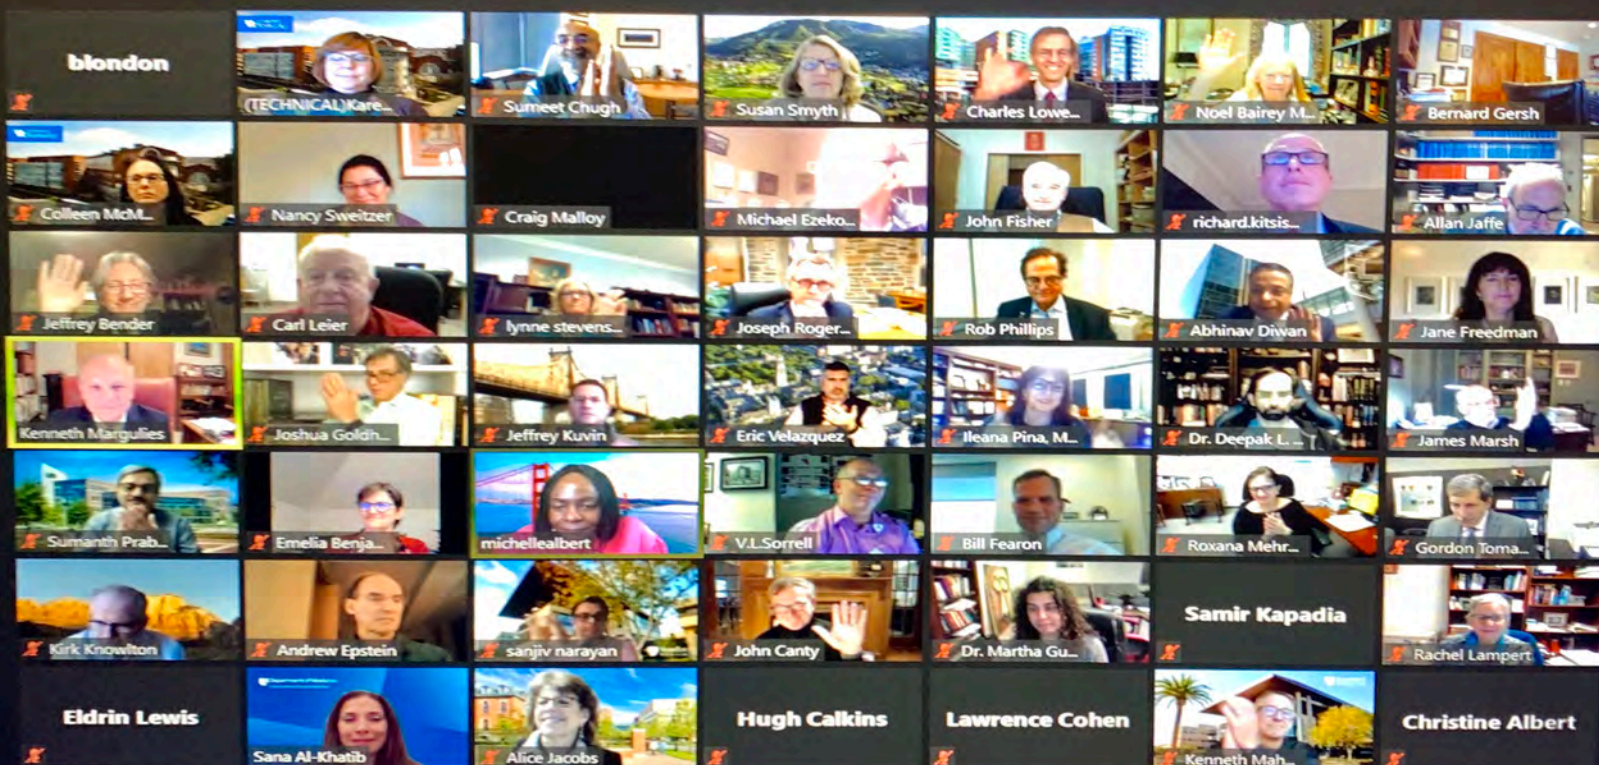 blondon
(TECHNICAL)Kare...
Sumeet Chugh
Susan Smyth
Charles Lowe...
Noel Bairey M...
Bernard Gersh
Colleen McM...
Nancy Sweitzer
Craig Malloy
Michael Ezeko...
John Fisher
richard.kitsis...
Allan Jaffe
Jeffrey Bender
Carl Leier
lynne stevens...
Joseph Roger...
Rob Phillips
Abhinav Diwan
Jane Freedman
Kenneth Margulies
Joshua Goldh...
Jeffrey Kuvin
Eric Velazquez
Ileana Pina, M...
Dr. Deepak L. ...
James Marsh
Sumanth Prab...
Emelia Benja...
michellealbert
V.L.Sorrell
Bill Fearon
Roxana Mehr...
Gordon Toma...
Kirk Knowlton
Andrew Epstein
sanjiv narayan
John Canty
Dr. Martha Gu...
Samir Kapadia
Rachel Lampert
Eldrin Lewis
Sana Al-Khatib
Alice Jacobs
Hugh Calkins
Lawrence Cohen
Kenneth Mah...
Christine Albert